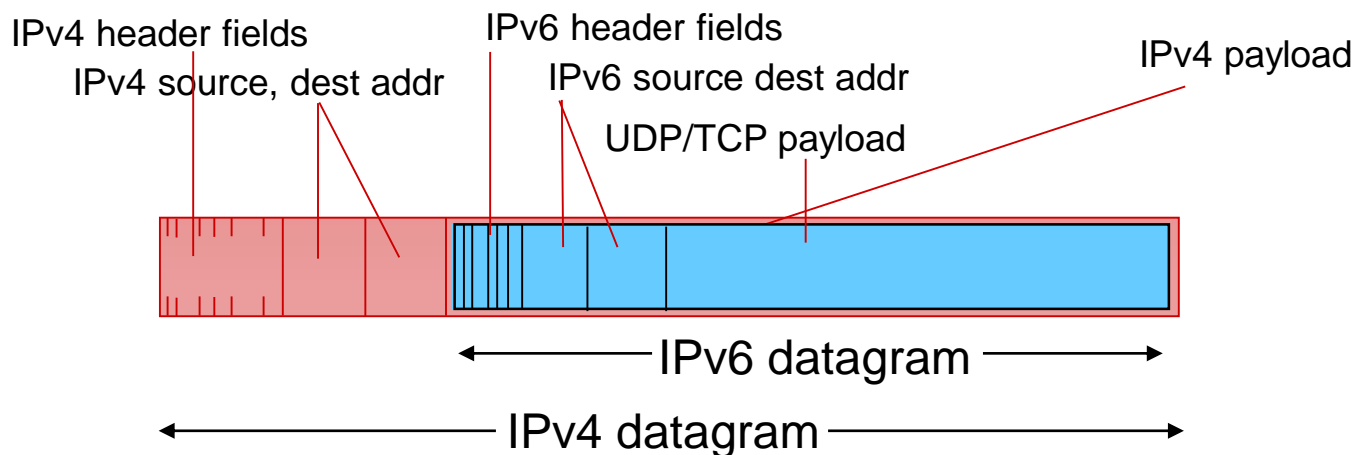 IPv4 header fields
IPv6 header fields
IPv4 payload
IPv4 source, dest addr
IPv6 source dest addr
UDP/TCP payload
IPv6 datagram
IPv4 datagram